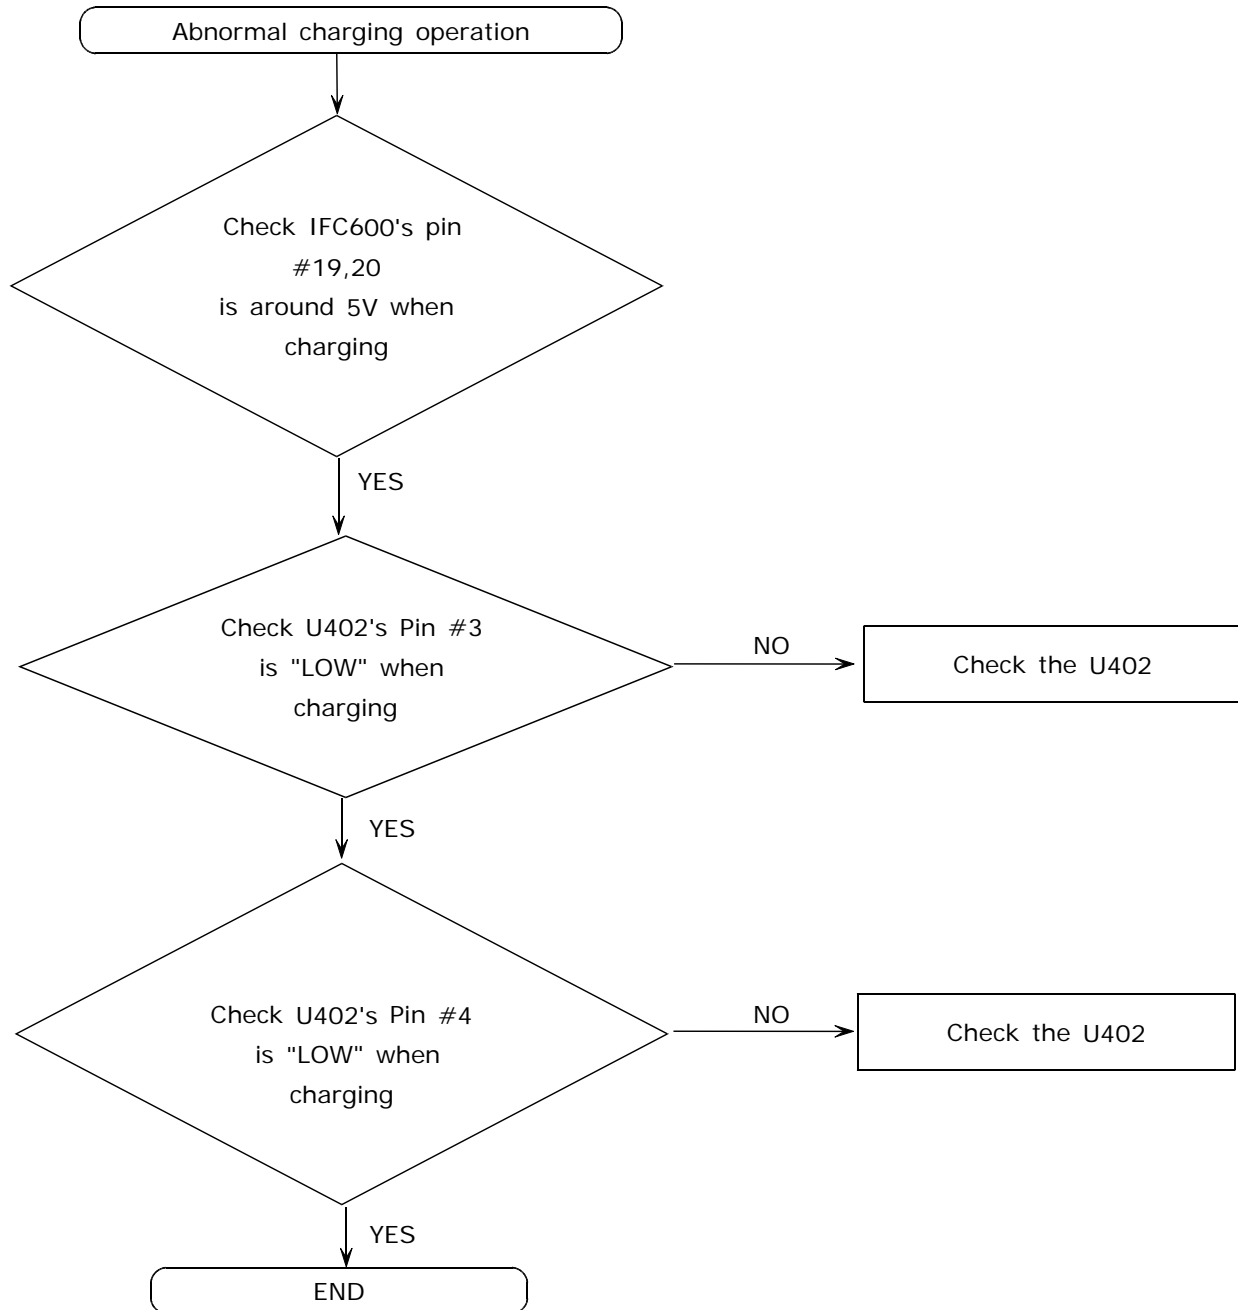 Abnormal charging operation
Check IFC600's pin
#19,20
is around 5V when
charging
YES
Check U402's Pin #3
is "LOW" when
charging
NO
Check the U402
YES
Check U402's Pin #4
is "LOW" when
charging
NO
Check the U402
YES
END